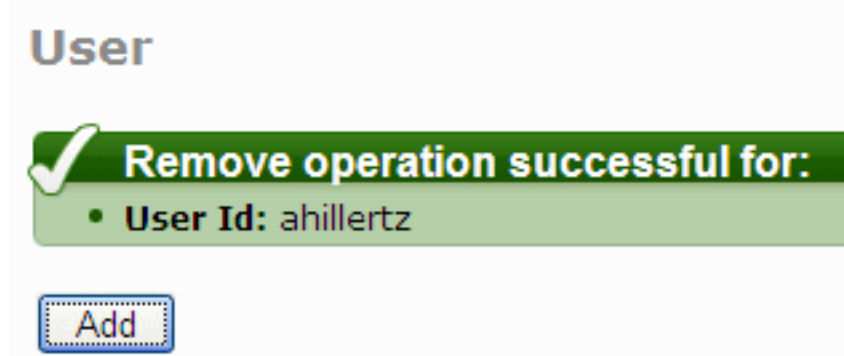 User
Remove operation successful for:
• User Id: ahillertz
Add